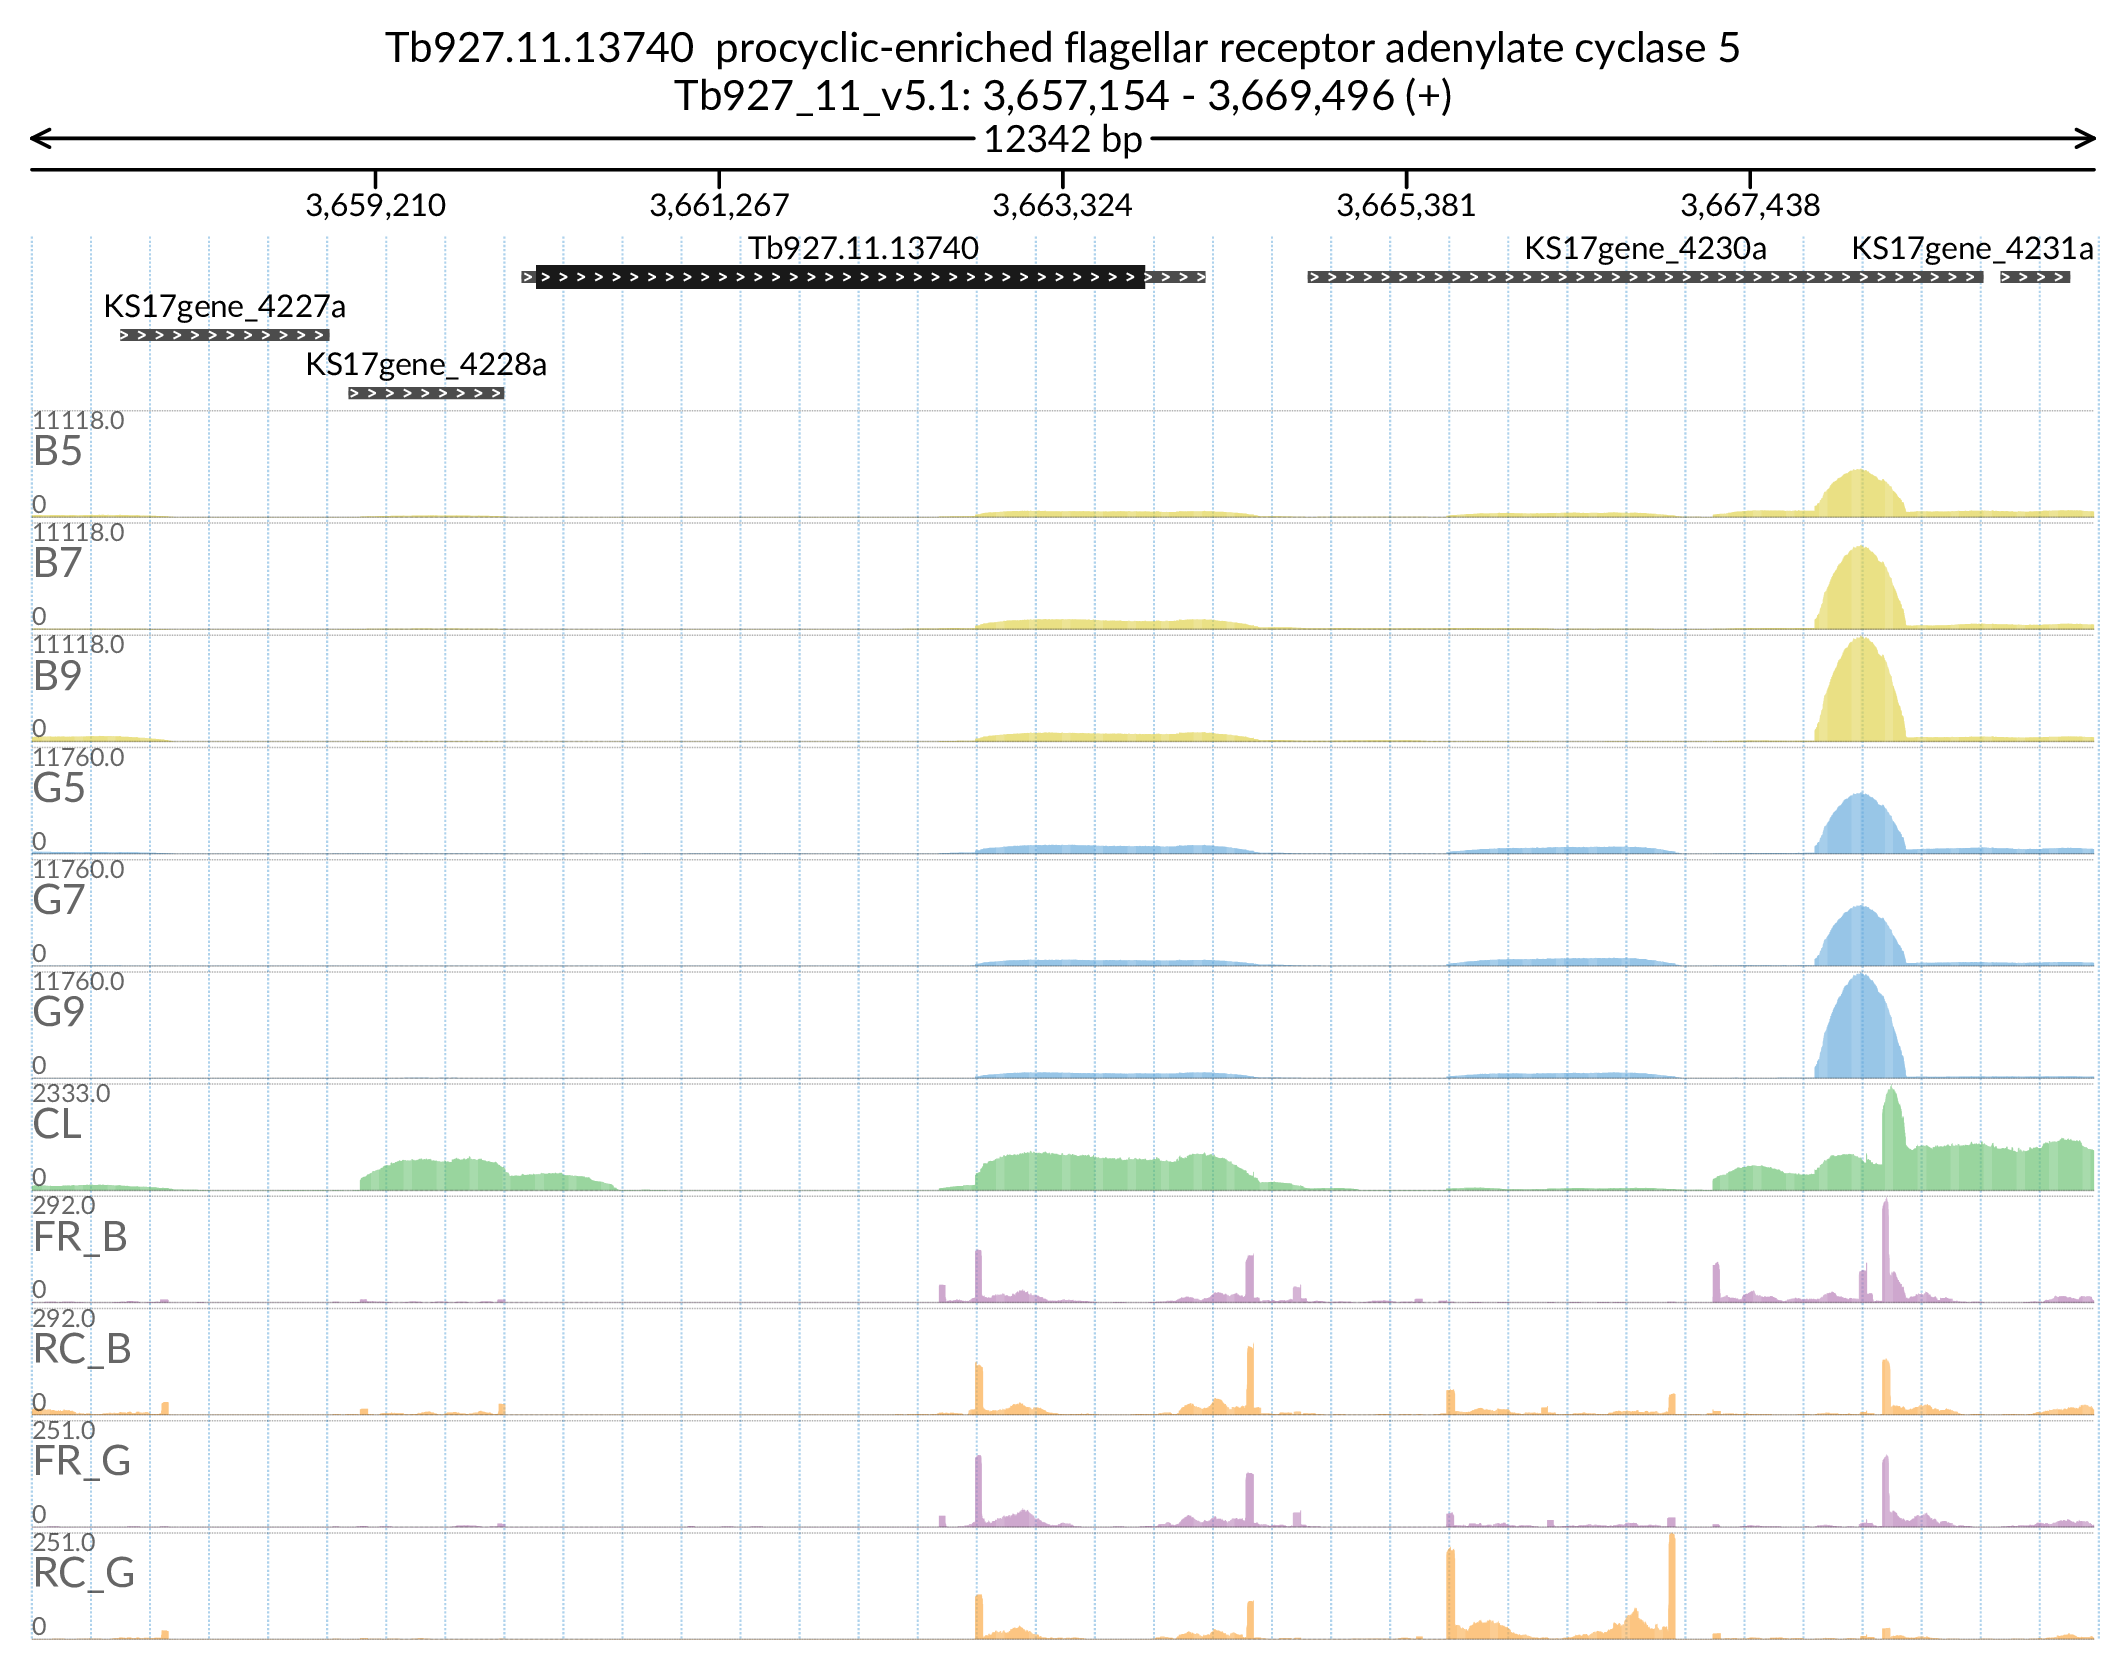 Tb927.11.13740  procyclic-enriched flagellar receptor adenylate cyclase 5
Tb927_11_v5.1: 3,657,154 - 3,669,496 (+)
12342 bp
3,659,210 3,661,267 3,663,324 3,665,381 3,667,438
Tb927.11.13740 KS17gene_4230a KS17gene_4231a
KS17gene_4227a
KS17gene_4228a
11118.0
B5
0
11118.0
B7
0
11118.0
B9
0
11760.0
G5
0
11760.0
G7
0
11760.0
G9
0
2333.0
CL
0
292.0
FR_B
0
292.0
RC_B
0
251.0
FR_G
0
251.0
RC_G
0